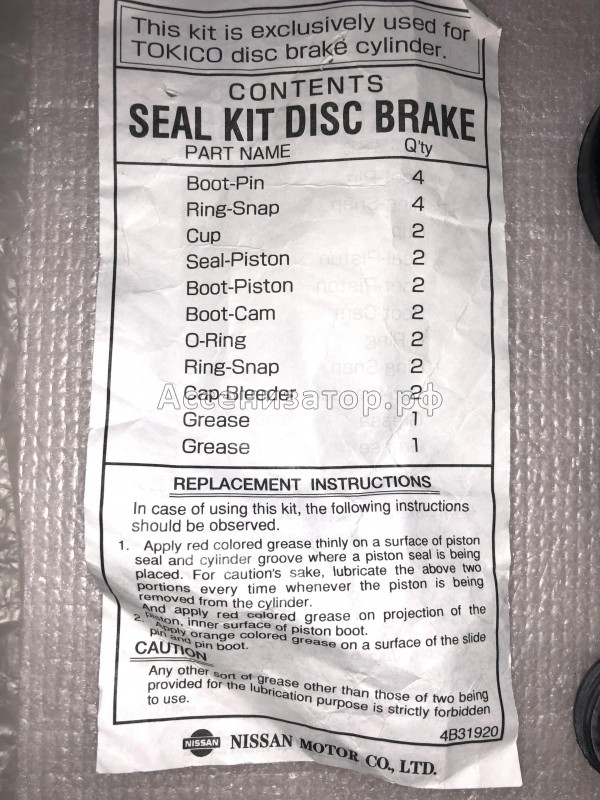 This kit is exclusively used for
TOKICO disc brake cylinder.
CONTENTS
SEAL KIT DISC BRAKE
PART NAME Q'ty
Boot-Pin 4
Ring-Snap 4
Cup 2
Seal-Piston 2
Boot-Piston 2
Boot-Cam 2
O-Ring 2
Ring-Snap 2
Cap-Bleeder 2
Ассенизатор.рф
Grease 1
Grease 1
REPLACEMENT INSTRUCTIONS
In case of using this kit, the following instructions
should be observed.
1. Apply red colored grease thinly on a surface of piston
seal and cylinder groove where a piston seal is being
placed. For caution's sake, lubricate the above two
portions every time whenever the piston is being
removed from the cylinder.
And apply red colored grease on projection of the
piston, inner surface of piston boot.
2. Apply orange colored grease on a surface of the slide
pin and pin boot.
CAUTION
Any other sort of grease other than those of two being
provided for the lubrication purpose is strictly forbidden
to use.
4B31920
NISSAN NISSAN MOTOR CO., LTD.